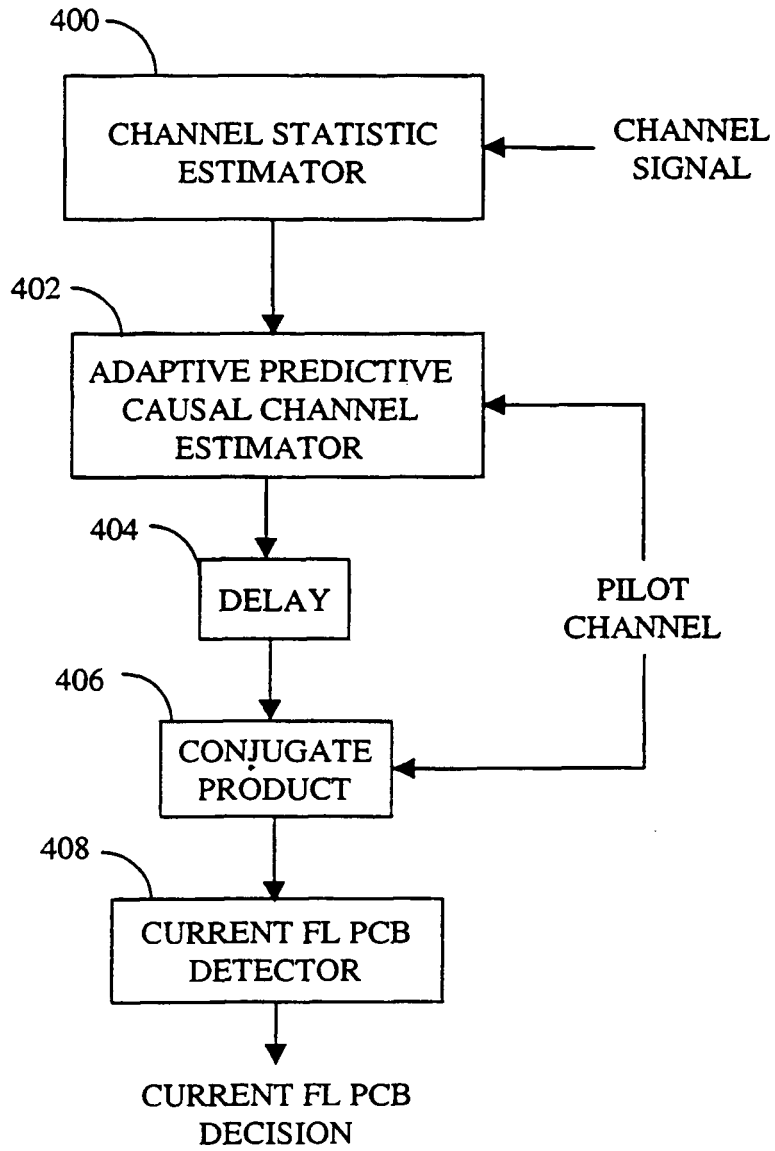 400
CHANNEL STATISTIC
ESTIMATOR
CHANNEL
SIGNAL
402
ADAPTIVE PREDICTIVE
CAUSAL CHANNEL
ESTIMATOR
404
DELAY
PILOT
CHANNEL
406
CONJUGATE
PRODUCT
408
CURRENT FL PCB
DETECTOR
CURRENT FL PCB
DECISION